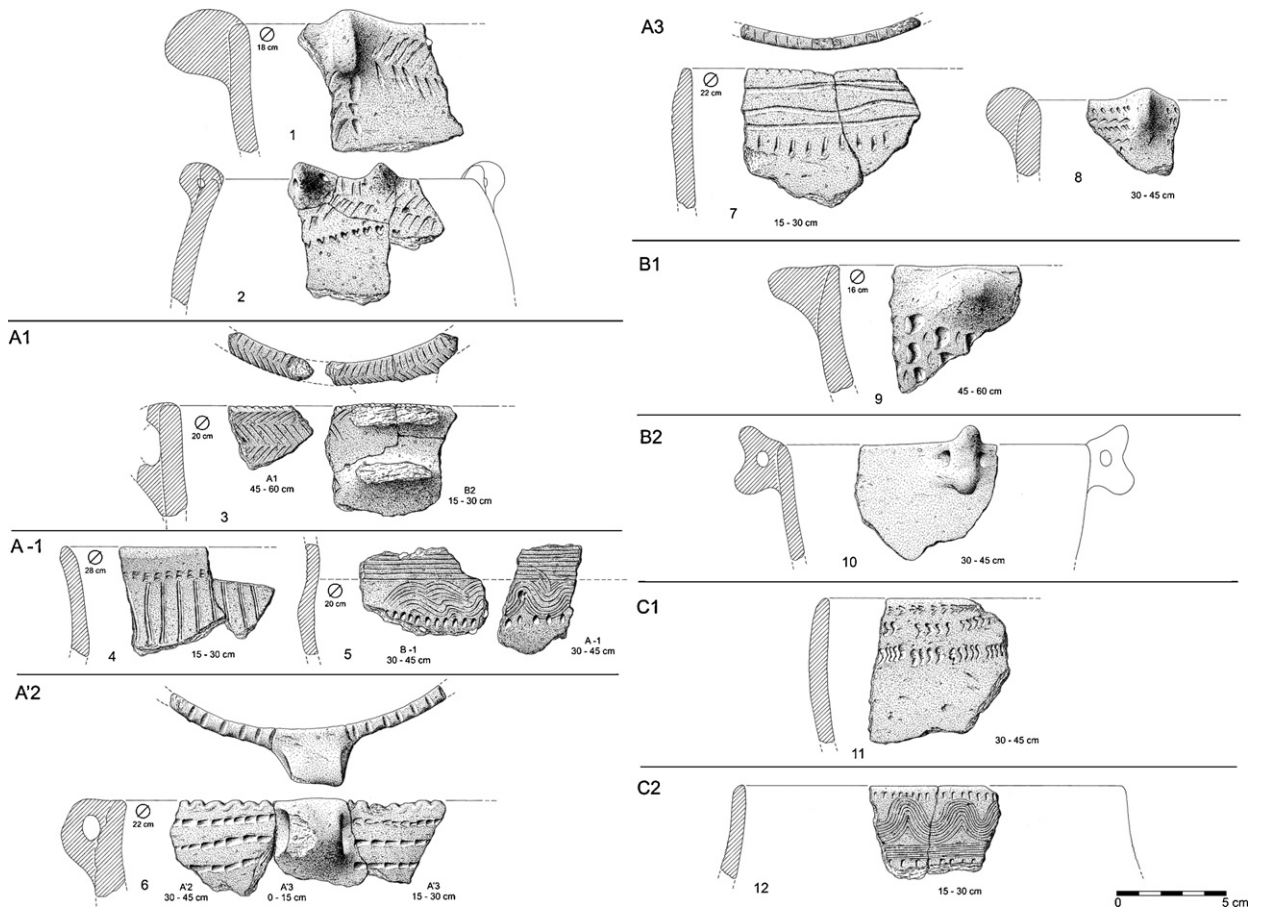 18 cm
1
2
A1
20 cm
A1
45 - 60 cm
B2
15 - 30 cm
3
A -1
28 cm
20 cm
4
15 - 30 cm
5
B -1
30 - 45 cm
A -1
30 - 45 cm
A'2
22 cm
6
A'2
30 - 45 cm
A'3
0 - 15 cm
A'3
15 - 30 cm
A3
22 cm
7
15 - 30 cm
8
30 - 45 cm
B1
16 cm
9
45 - 60 cm
B2
10
30 - 45 cm
C1
11
30 - 45 cm
C2
12
15 - 30 cm
0 5 cm